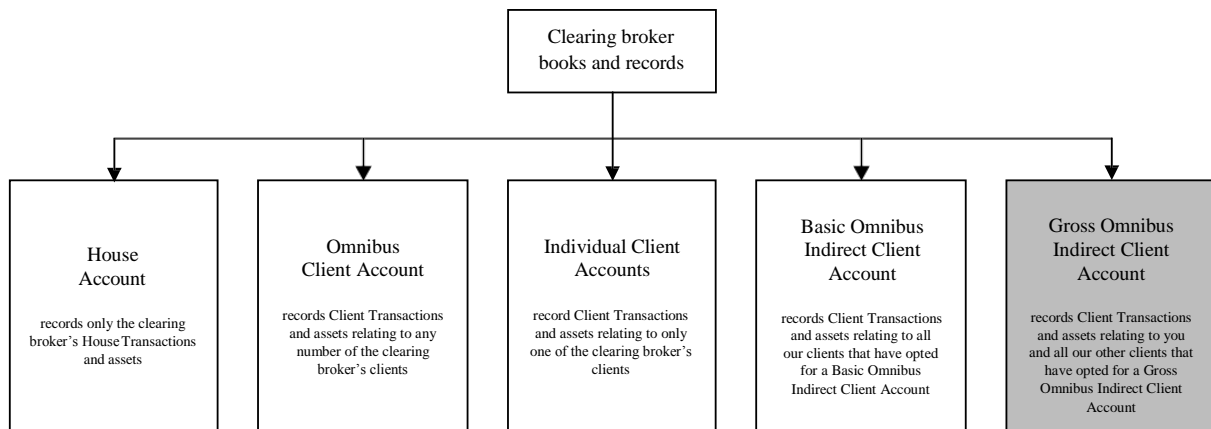 Clearing broker
books and records
House
Account
records only the clearing
broker's House Transactions
and assets
Omnibus
Client Account
records Client Transactions
and assets relating to any
number of the clearing
broker's clients
Individual Client
Accounts
record Client Transactions
and assets relating to only
one of the clearing broker's
clients
Basic Omnibus
Indirect Client
Account
records Client Transactions
and assets relating to all
our clients that have opted
for a Basic Omnibus
Indirect Client Account
Gross Omnibus
Indirect Client
Account
records Client Transactions
and assets relating to you
and all our other clients that
have opted for a Gross
Omnibus Indirect Client
Account